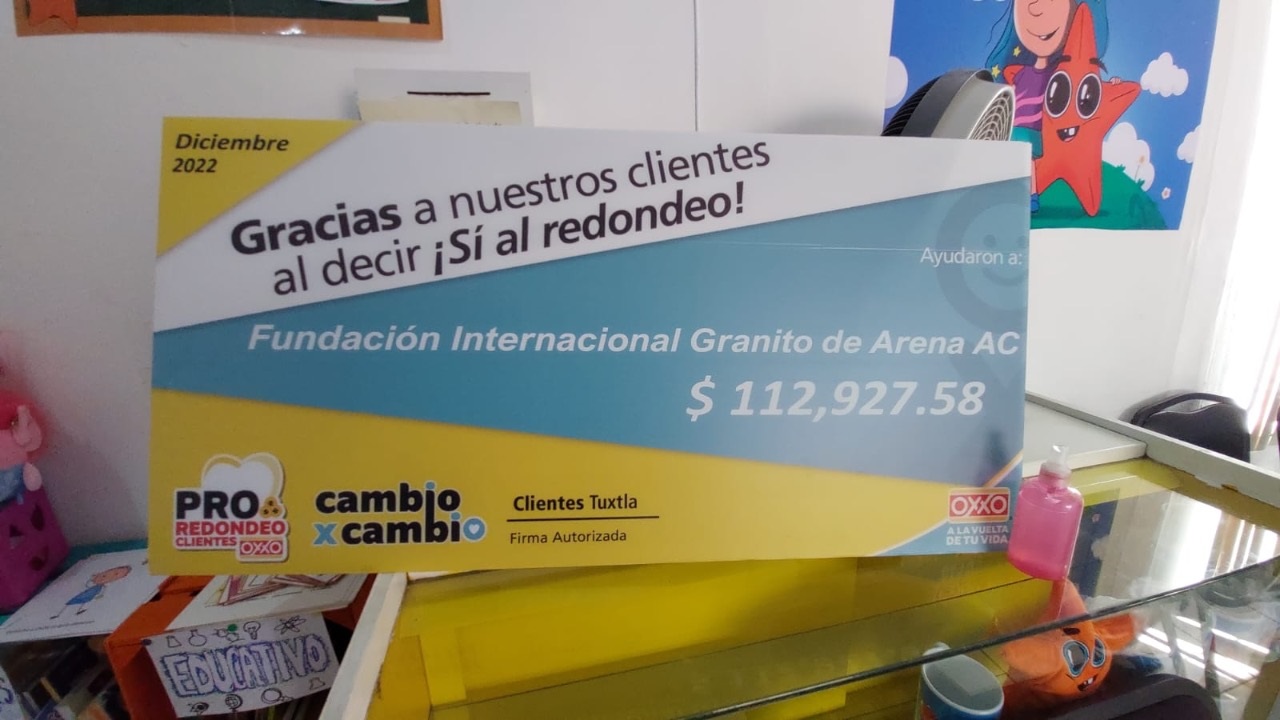 Diciembre
2022
Gracias a nuestros clientes
al decir ¡Sí al redondeo!
Ayudaron a:
Fundación Internacional Granito de Arena AC
$ 112,927.58
PRO
REDONDEO
CLIENTES OXXO
cambio
x cambio
Clientes Tuxtla
Firma Autorizada
OXXO
A LA VUELTA
DE TU VIDA
EDUCATIVO